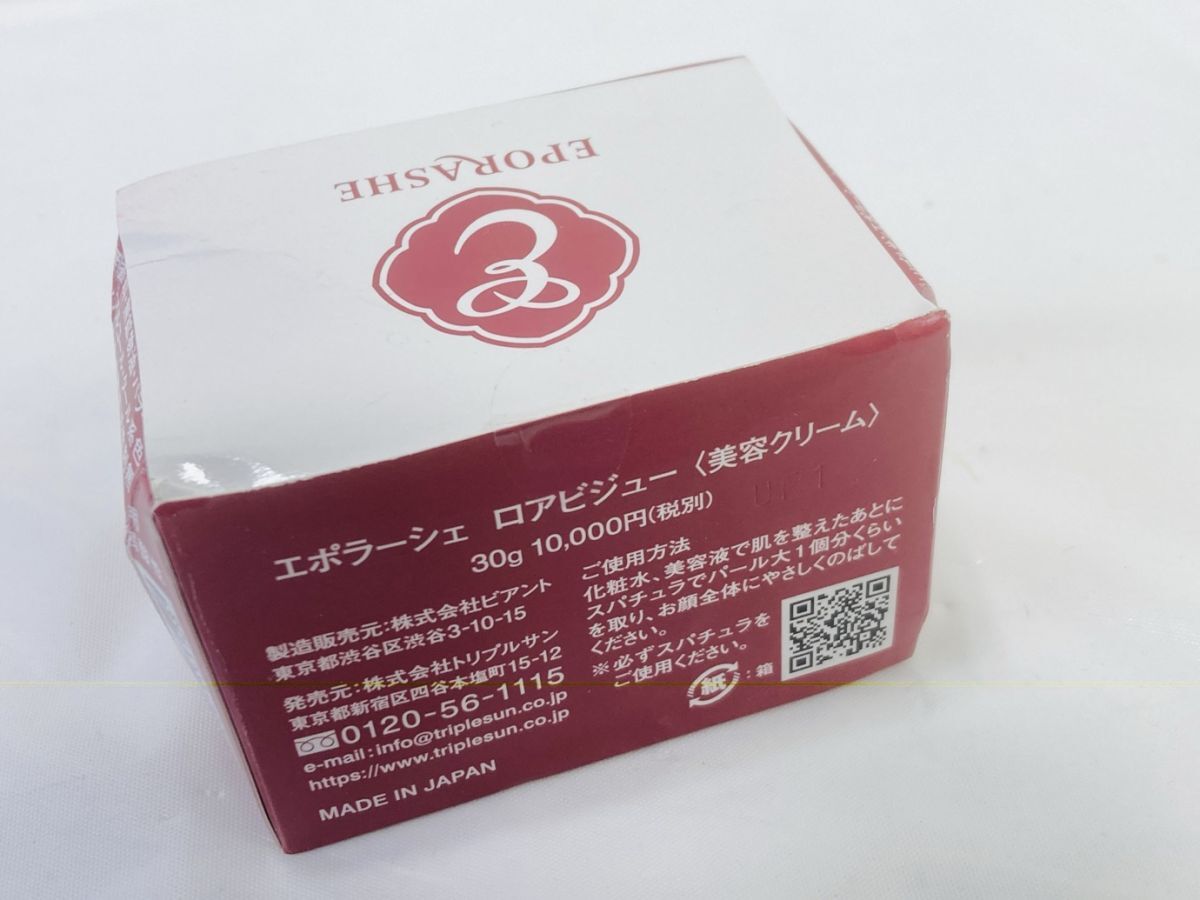 EPORASHE
エポラーシェ ロアビジュー〈美容クリーム〉
30g 10,000円(税別)
製造販売元:株式会社ビアント
東京都渋谷区渋谷3-10-15
発売元:株式会社トリプルサン
東京都新宿区四谷本塩町15-12
0120-56-1115
e-mail:info@triplesun.co.jp
https://www.triplesun.co.jp
MADE IN JAPAN
ご使用方法
化粧水、美容液で肌を整えたあとに
スパチュラでパール大1個分くらい
を取り、お顔全体にやさしくのばして
ください。
※必ずスパチュラを
ご使用ください。
紙:箱